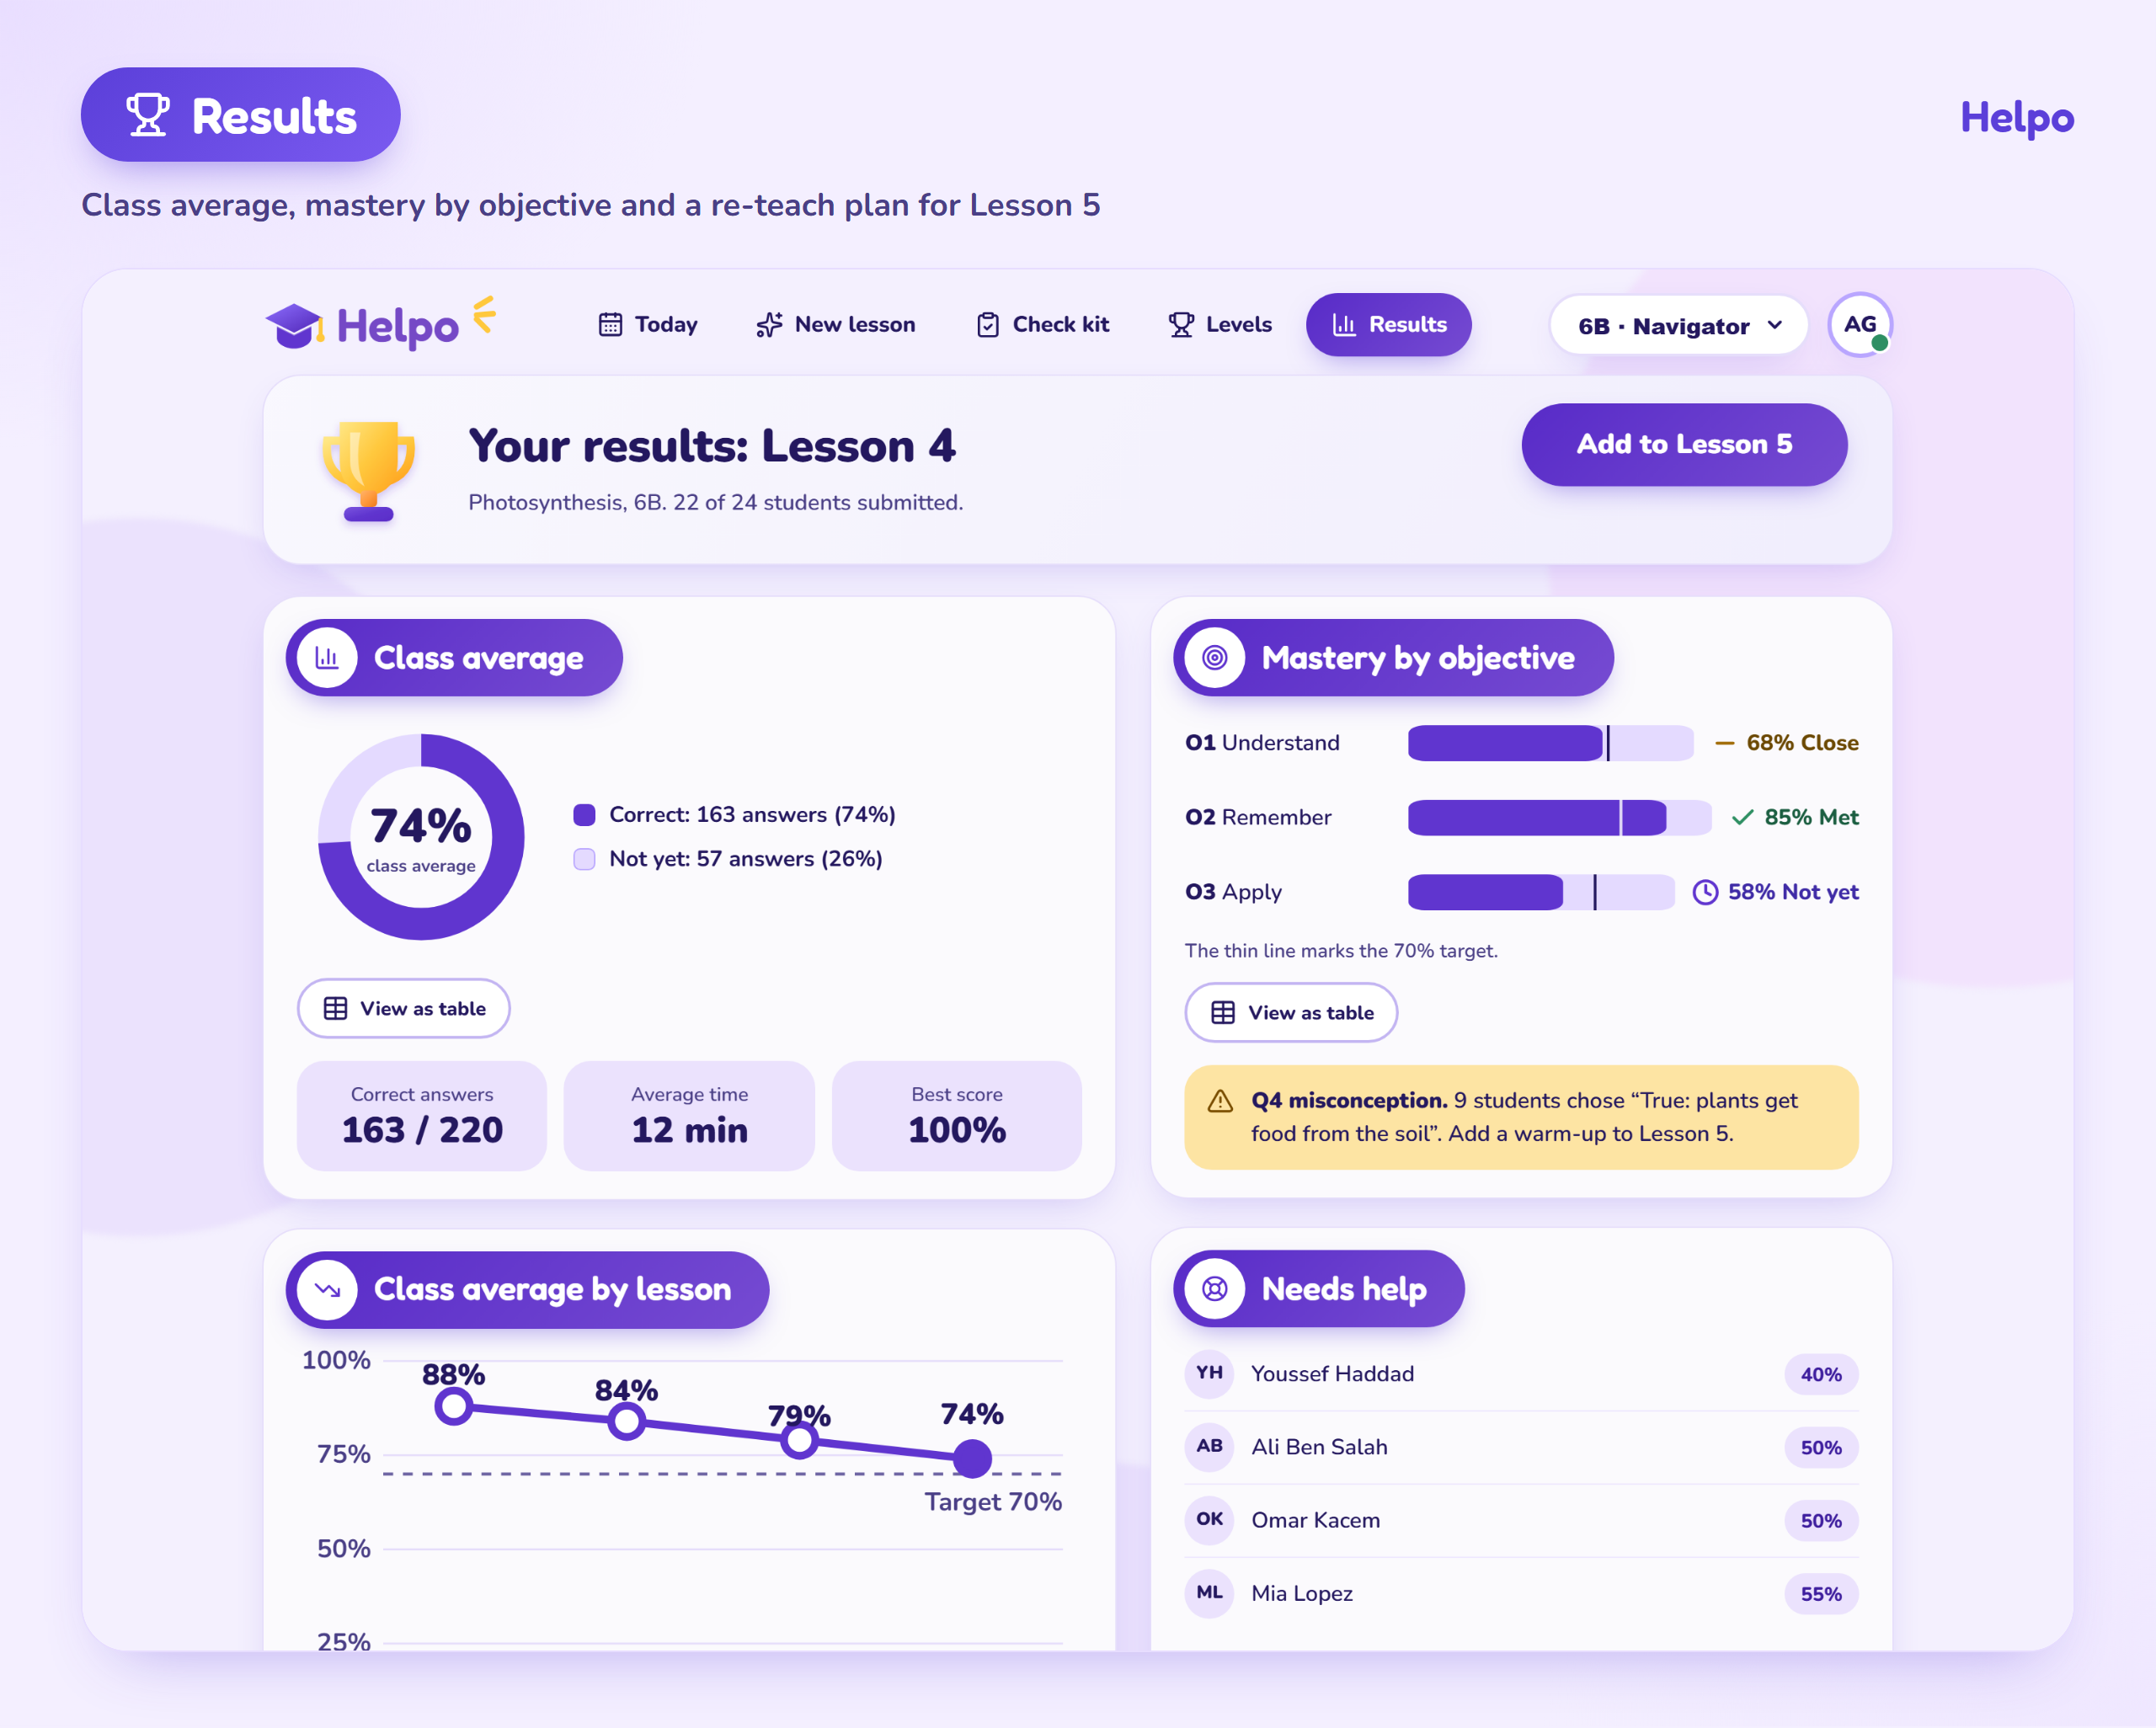 Results
Helpo
Class average, mastery by objective and a re-teach plan for Lesson 5
Helpo
Today
New lesson
Check kit
Levels
Results
6B · Navigator
AG
Your results: Lesson 4
Photosynthesis, 6B. 22 of 24 students submitted.
Add to Lesson 5
Class average
74%
class average
Correct: 163 answers (74%)
Not yet: 57 answers (26%)
View as table
Correct answers
163 / 220
Average time
12 min
Best score
100%
Mastery by objective
O1 Understand
68% Close
O2 Remember
85% Met
O3 Apply
58% Not yet
The thin line marks the 70% target.
View as table
Q4 misconception. 9 students chose “True: plants get
food from the soil”. Add a warm-up to Lesson 5.
Class average by lesson
100%
88%
84%
79%
74%
75%
Target 70%
50%
25%
Needs help
YH Youssef Haddad 40%
AB Ali Ben Salah 50%
OK Omar Kacem 50%
ML Mia Lopez 55%